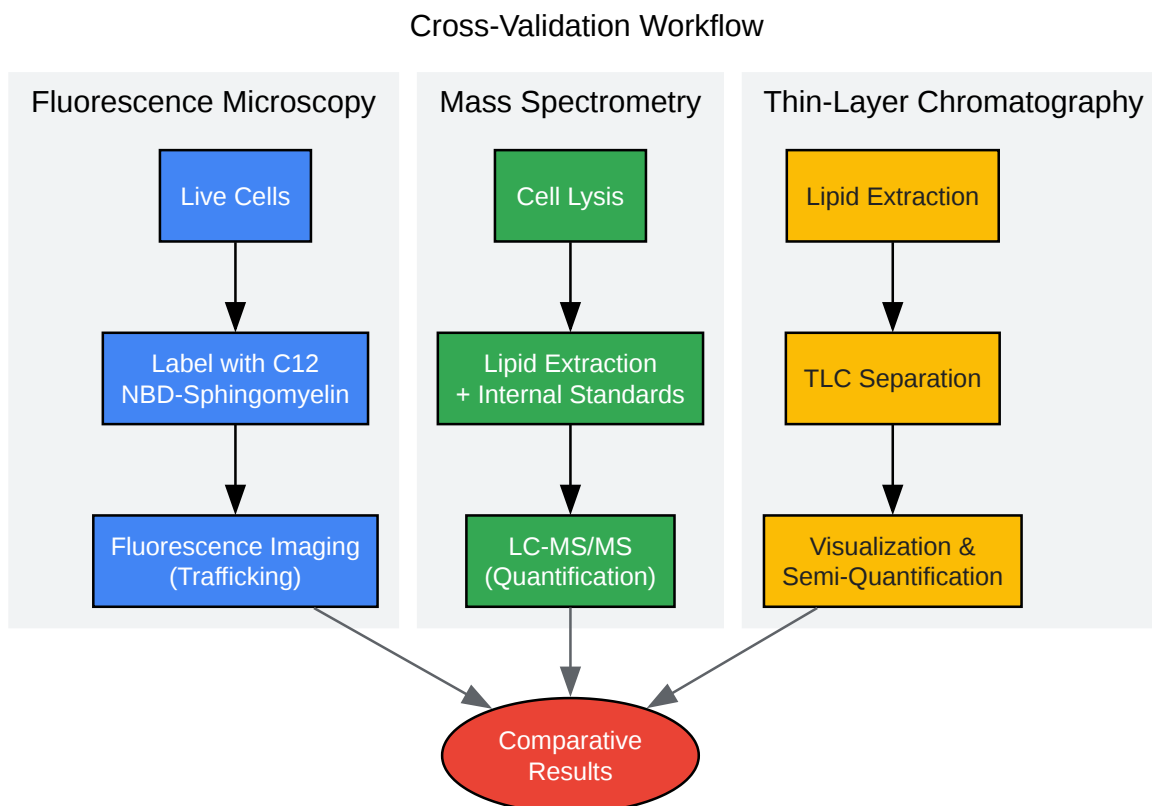 Cross-Validation Workflow
Fluorescence Microscopy
Live Cells
Label with C12
NBD-Sphingomyelin
Fluorescence Imaging
(Trafficking)
Mass Spectrometry
Cell Lysis
Lipid Extraction
+ Internal Standards
LC-MS/MS
(Quantification)
Thin-Layer Chromatography
Lipid Extraction
TLC Separation
Visualization &
Semi-Quantification
Comparative
Results